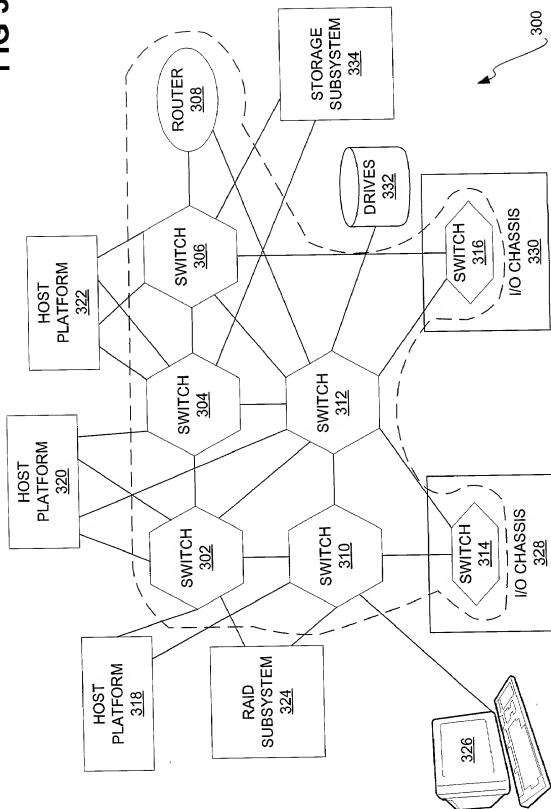 FIG 3
300
HOST
PLATFORM
318
HOST
PLATFORM
320
HOST
PLATFORM
322
ROUTER
308
SWITCH
302
SWITCH
304
SWITCH
306
STORAGE
SUBSYSTEM
334
RAID
SUBSYSTEM
324
SWITCH
310
SWITCH
312
DRIVES
332
326
SWITCH
314
I/O CHASSIS
328
SWITCH
316
I/O CHASSIS
330